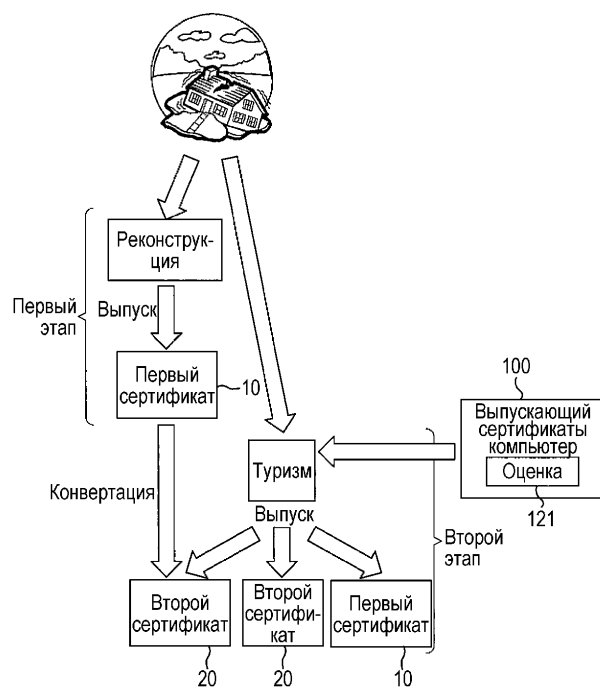 Реконструк-
ция
Первый
этап
Выпуск
Первый
сертификат
10
100
Выпускающий
сертификаты
компьютер
Оценка
121
Туризм
Конвертация
Выпуск
Второй
этап
Второй
сертификат
20
Второй
сертифи-
кат
20
Первый
сертификат
10